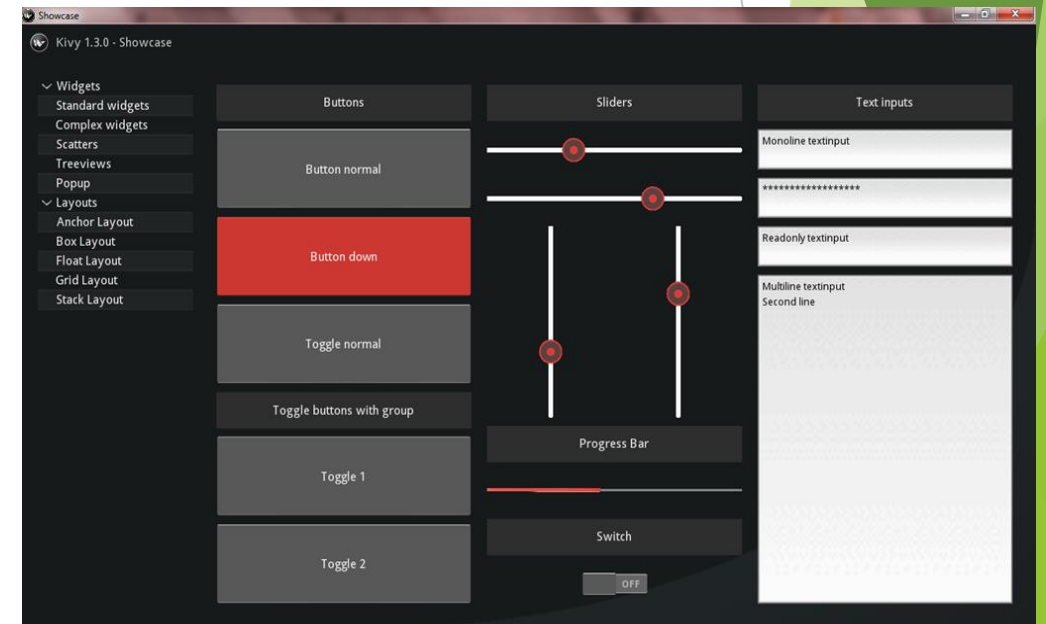 Showcase
Kivy 1.3.0 - Showcase
Widgets
Standard widgets
Complex widgets
Scatters
Treeviews
Popup
Layouts
Anchor Layout
Box Layout
Float Layout
Grid Layout
Stack Layout
Buttons
Button normal
Button down
Toggle normal
Toggle buttons with group
Toggle 1
Toggle 2
Sliders
Progress Bar
Switch
OFF
Text inputs
Monoline textinput
******************
Readonly textinput
Multiline textinput
Second line